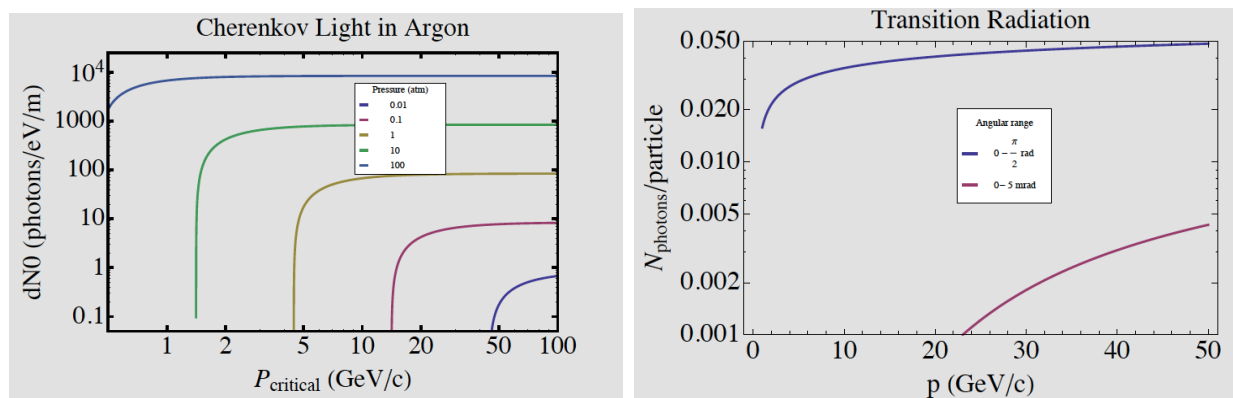 Cherenkov Light in Argon
dN0 (photons/eV/m)
10^4
1000
100
10
1
0.1
Pressure (atm)
0.01
0.1
1
10
100
1 2 5 10 20 50 100
P_critical (GeV/c)
Transition Radiation
N_photons/particle
0.050
0.020
0.010
0.005
0.002
0.001
Angular range
0 – π/2 rad
0 – 5 mrad
0 10 20 30 40 50
p (GeV/c)